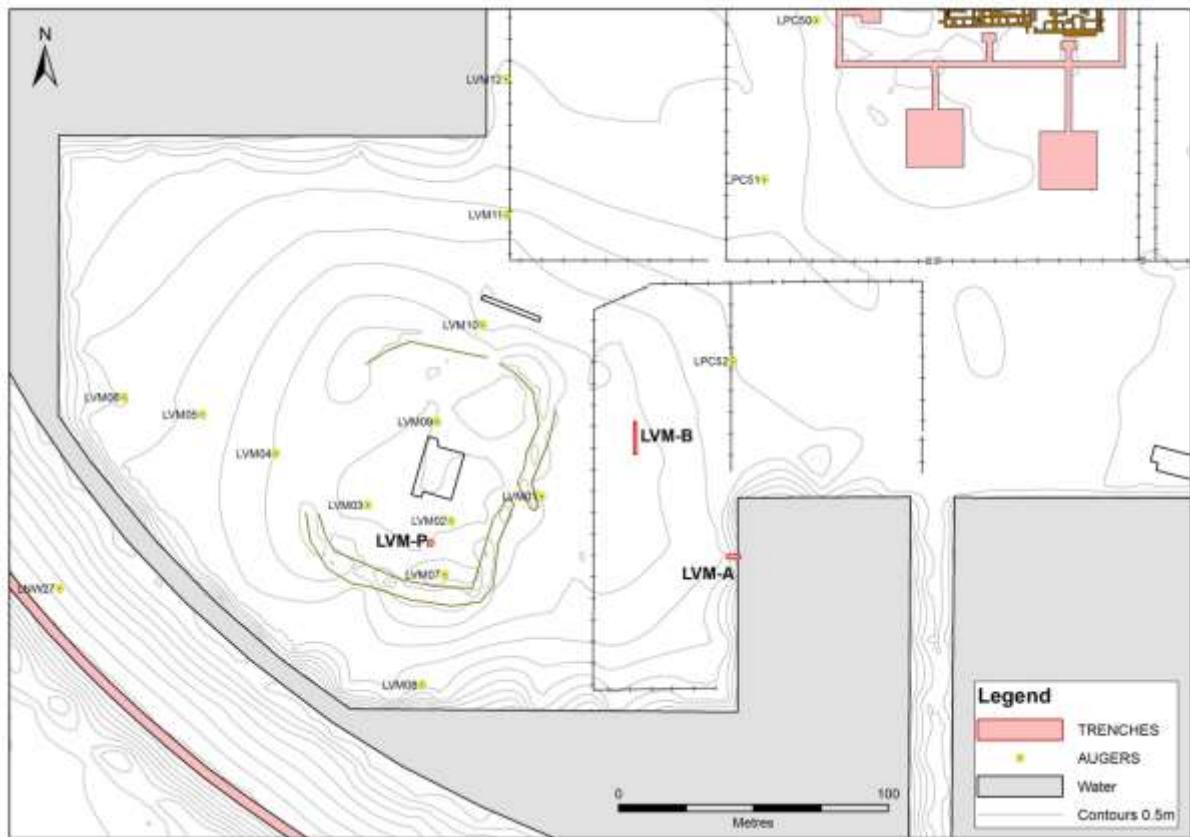 N
LPC50
LVM12
LPC51
LVM11
LVM10
LPC52
LVM06
LVM05
LVM09
LVM-B
LVM04
LVM01
LVM03
LVM02
LVM-P
LVM-A
LVM07
LVM08
Legend
TRENCHES
AUGERS
Water
Contours 0.5m
0 100
Metres